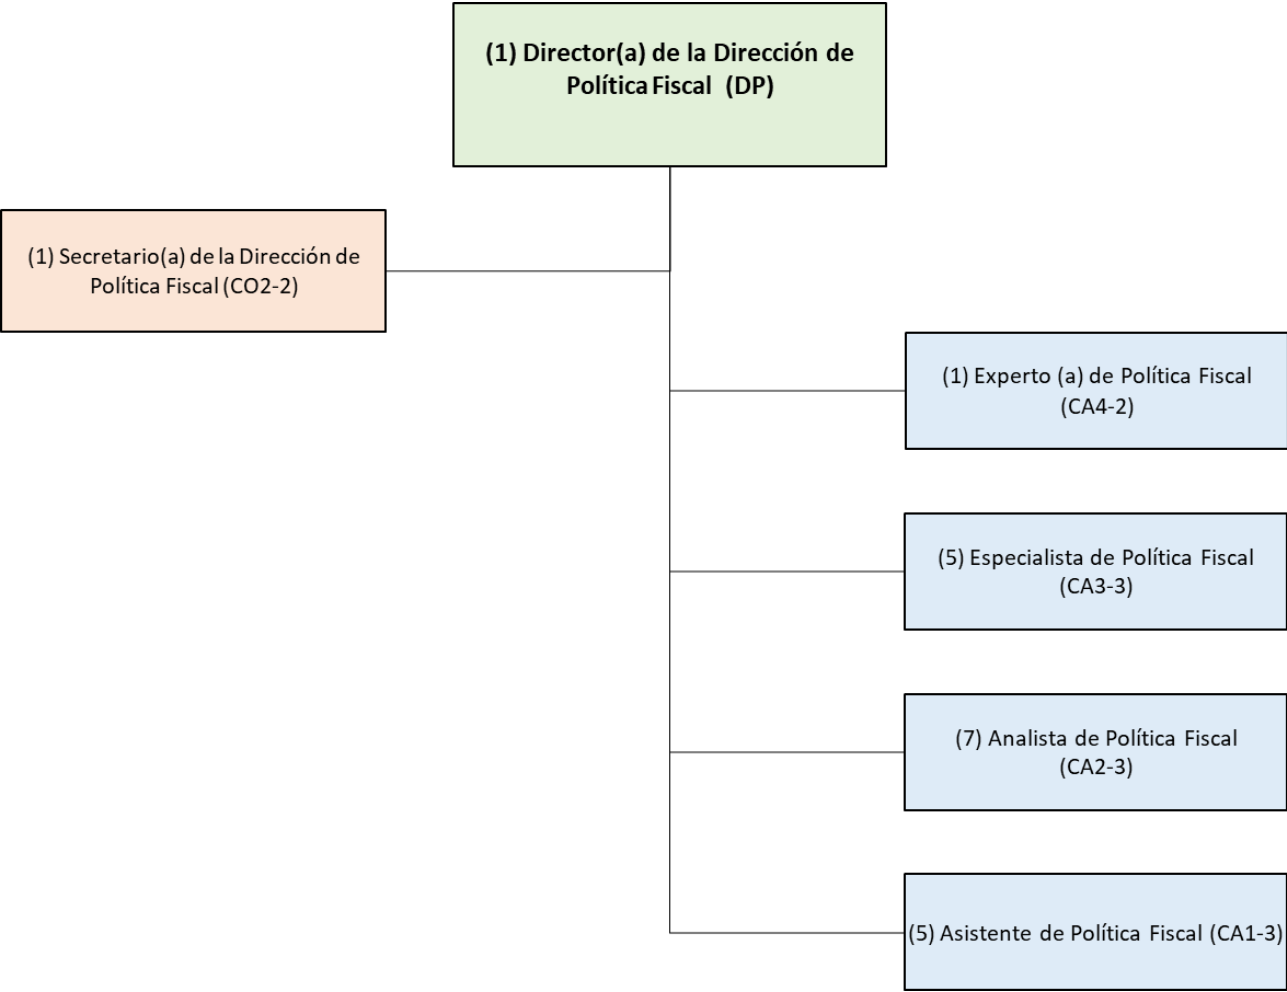 (1) Director(a) de la Dirección de
Política Fiscal (DP)
(1) Secretario(a) de la Dirección de
Política Fiscal (CO2-2)
(1) Experto (a) de Política Fiscal
(CA4-2)
(5) Especialista de Política Fiscal
(CA3-3)
(7) Analista de Política Fiscal
(CA2-3)
(5) Asistente de Política Fiscal (CA1-3)